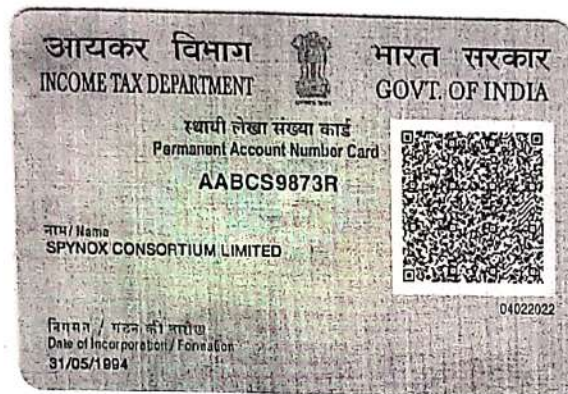 आयकर विभाग
INCOME TAX DEPARTMENT
भारत सरकार
GOVT. OF INDIA
स्थायी लेखा संख्या कार्ड
Permanent Account Number Card
AABCS9873R
नाम / Name
SPYNOX CONSORTIUM LIMITED
04022022
निगमन / गठन की तारीख
Date of Incorporation / Formation
31/05/1994